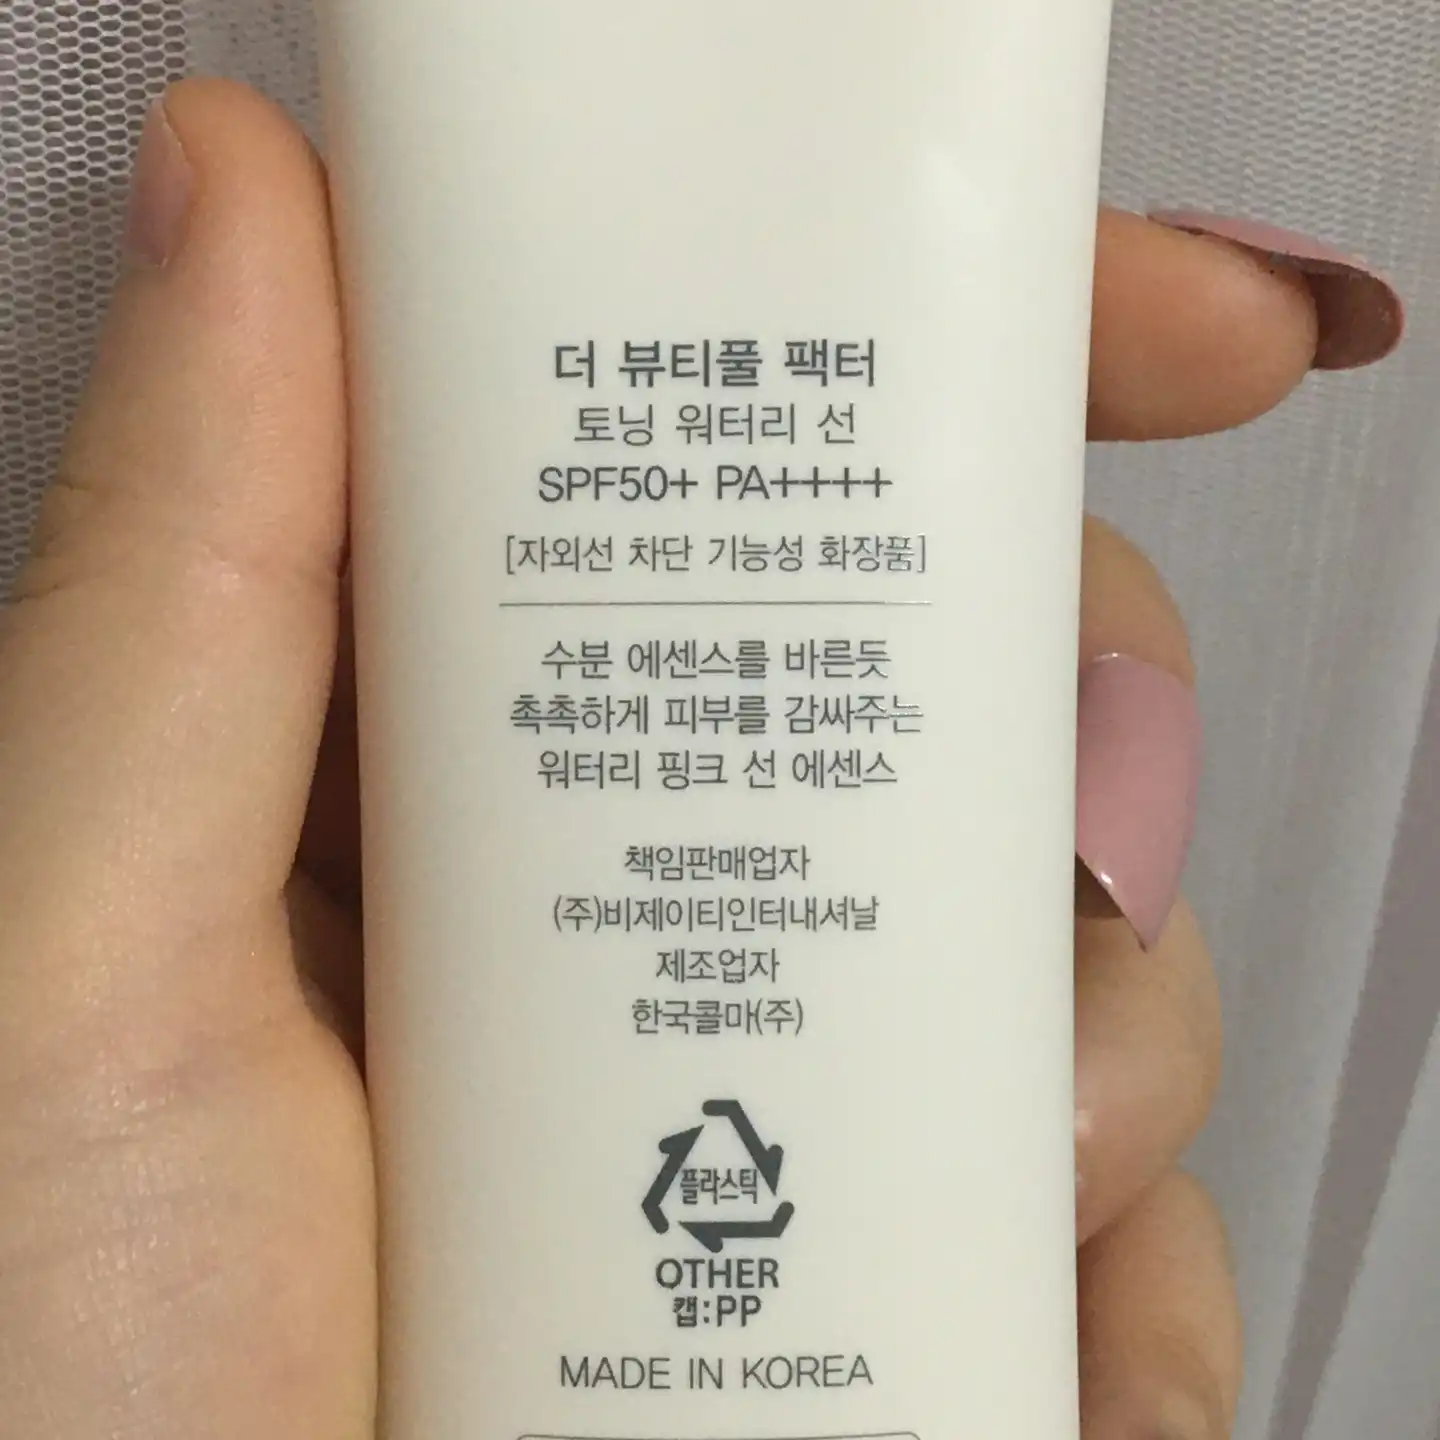 더 뷰티풀 팩터
토닝 워터리 선
SPF50+ PA++++
[자외선 차단 기능성 화장품]
수분 에센스를 바른듯
촉촉하게 피부를 감싸주는
워터리 핑크 선 에센스
책임판매업자
(주)비제이티인터내셔날
제조업자
한국콜마(주)
플라스틱
OTHER
캡:PP
MADE IN KOREA